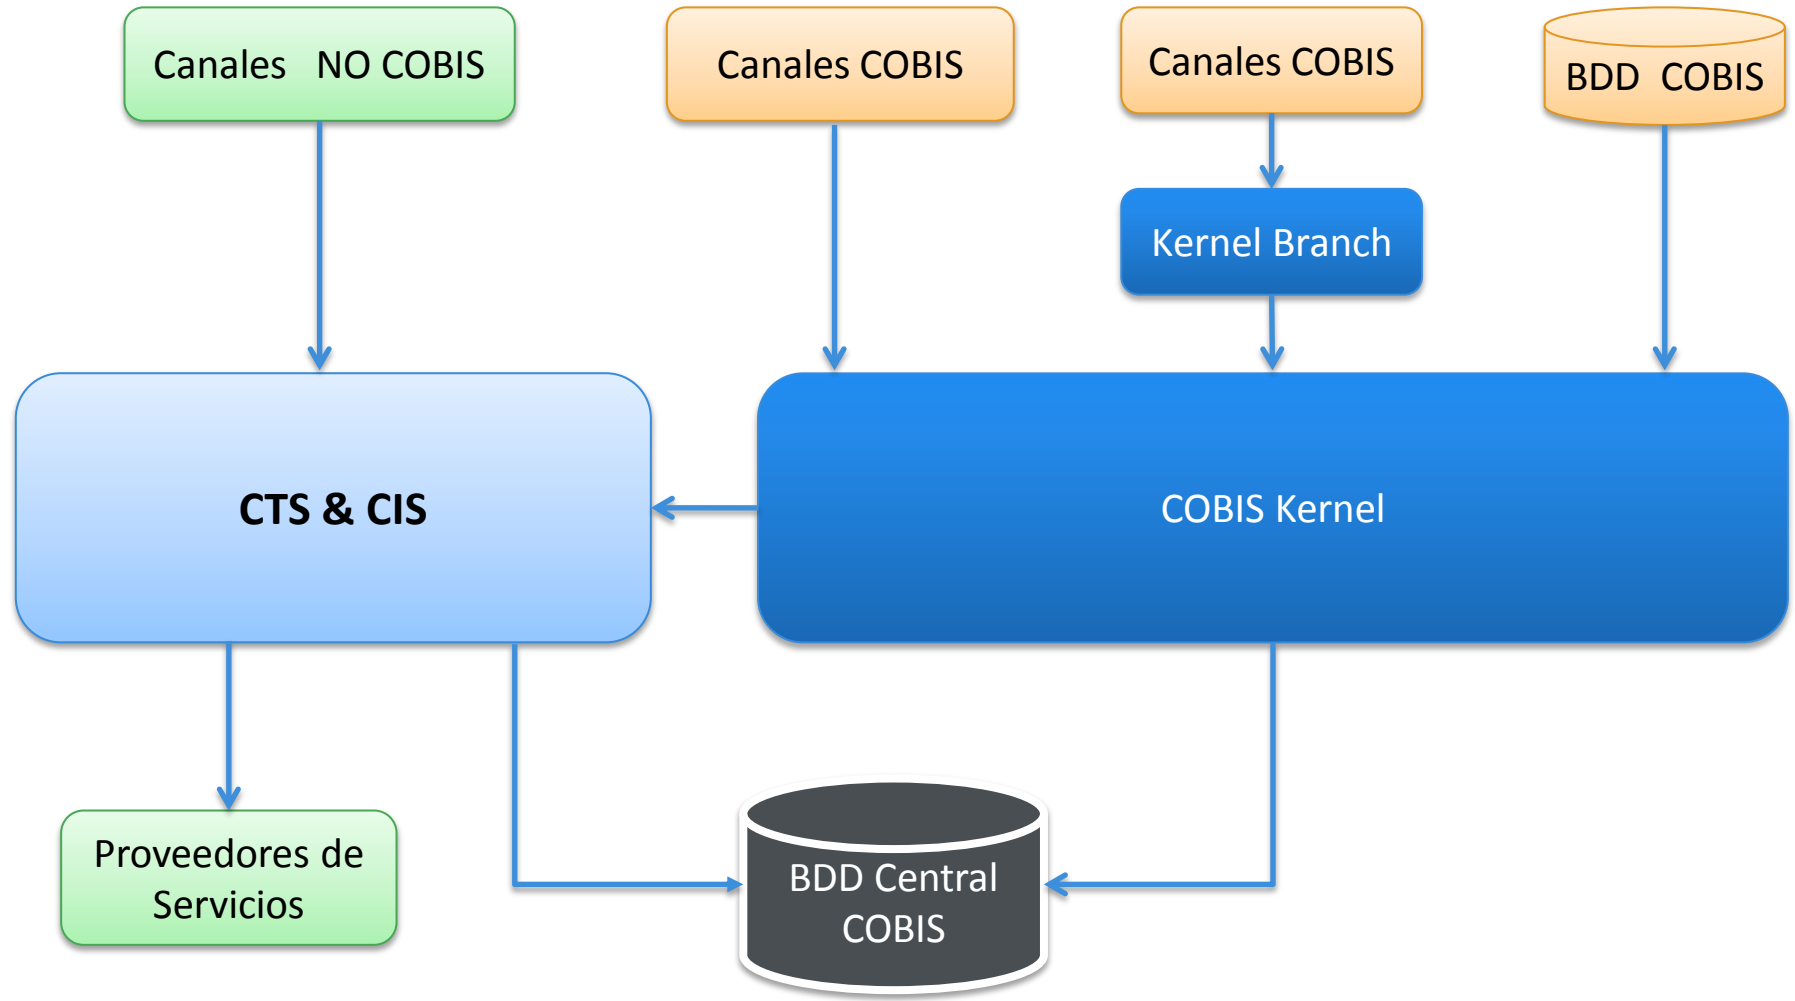 Canales NO COBIS
Canales COBIS
Canales COBIS
BDD COBIS
Kernel Branch
CTS & CIS
COBIS Kernel
Proveedores de
Servicios
BDD Central
COBIS